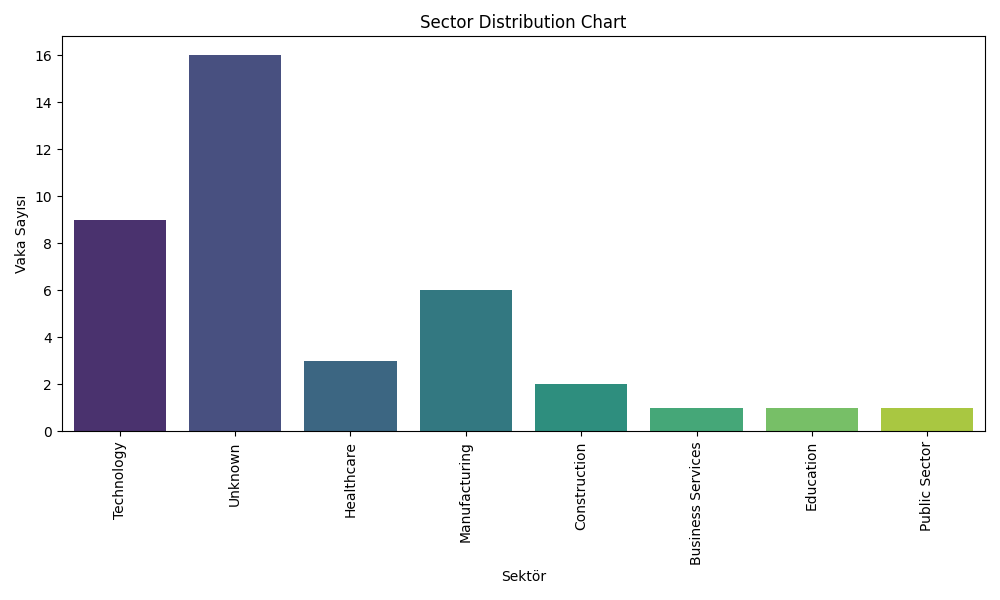 Sector Distribution Chart
Vaka Sayısı
16
14
12
10
8
6
4
2
0
Technology
Unknown
Healthcare
Manufacturing
Construction
Business Services
Education
Public Sector
Sektör